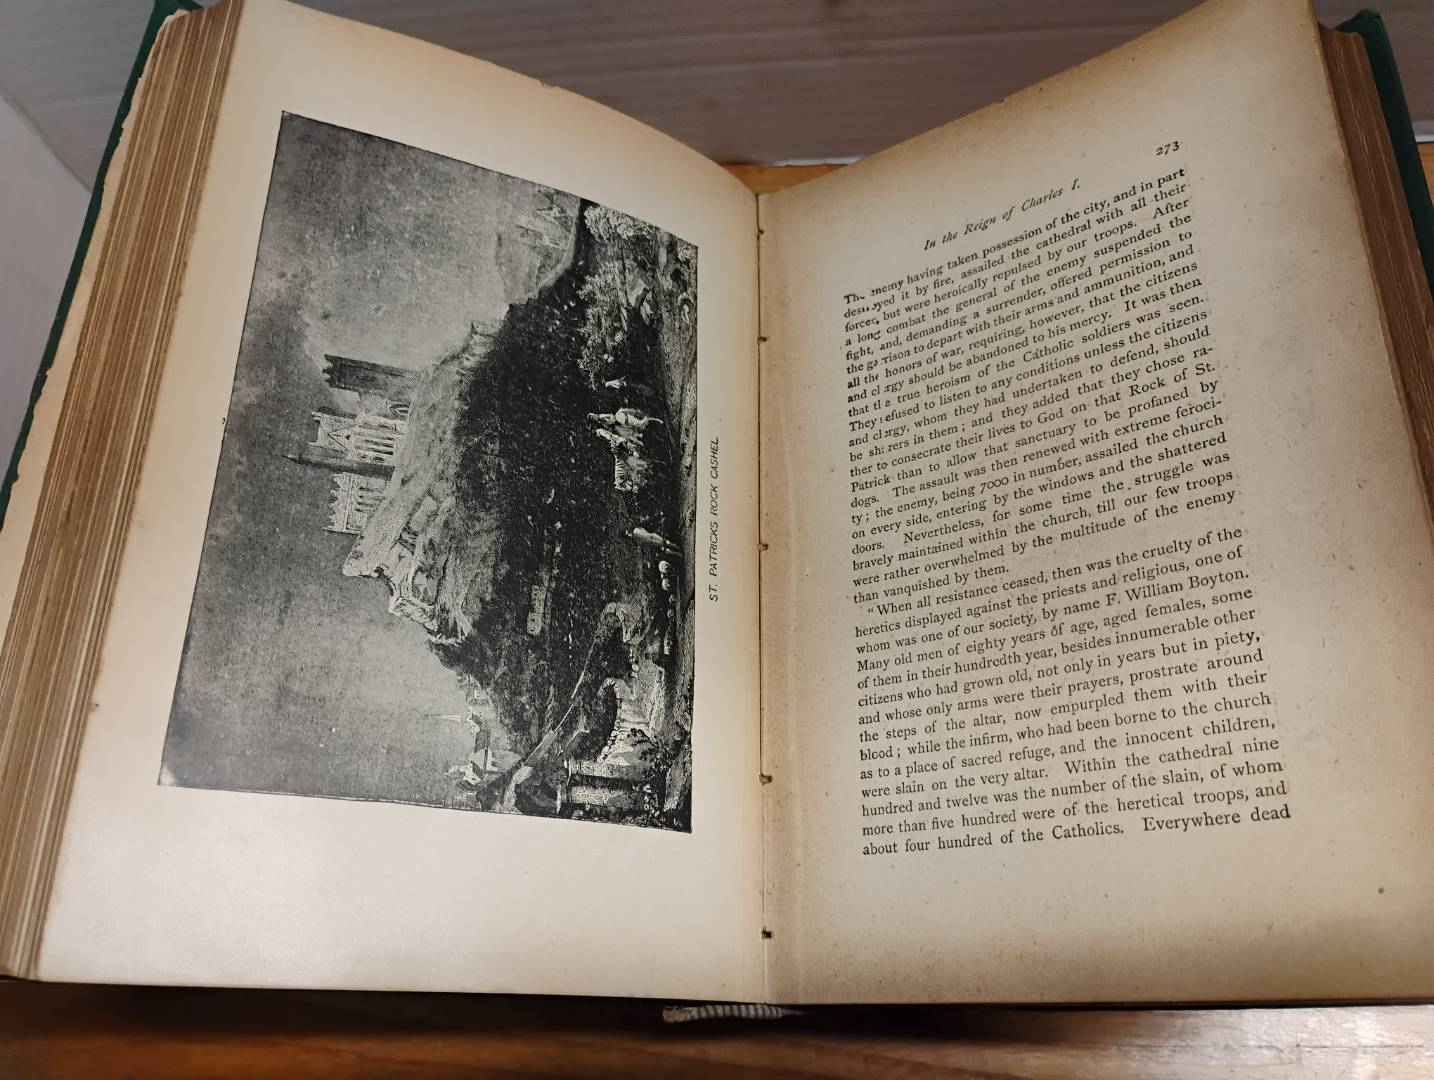 ST. PATRICKS ROCK CASHEL
In the Reign of Charles I.
273
The enemy having taken possession of the city, and in part
destroyed it by fire, assailed the cathedral with all their
forces, but were heroically repulsed by our troops. After
a long combat the general of the enemy suspended the
fight, and, demanding a surrender, offered permission to
the garrison to depart with their arms and ammunition, and
all the honors of war, requiring, however, that the citizens
and clergy should be abandoned to his mercy. It was then
that the true heroism of the Catholic soldiers was seen.
They refused to listen to any conditions unless the citizens
and clergy, whom they had undertaken to defend, should
be sharers in them; and they added that they chose ra-
ther to consecrate their lives to God on that Rock of St.
Patrick than to allow that sanctuary to be profaned by
dogs. The assault was then renewed with extreme feroci-
ty; the enemy, being 7000 in number, assailed the church
on every side, entering by the windows and the shattered
doors. Nevertheless, for some time the struggle was
bravely maintained within the church, till our few troops
were rather overwhelmed by the multitude of the enemy
than vanquished by them.
"When all resistance ceased, then was the cruelty of the
heretics displayed against the priests and religious, one of
whom was one of our society, by name F. William Boyton.
Many old men of eighty years of age, aged females, some
of them in their hundredth year, besides innumerable other
citizens who had grown old, not only in years but in piety,
and whose only arms were their prayers, prostrate around
the steps of the altar, now empurpled them with their
blood; while the infirm, who had been borne to the church
as to a place of sacred refuge, and the innocent children,
were slain on the very altar. Within the cathedral nine
hundred and twelve was the number of the slain, of whom
more than five hundred were of the heretical troops, and
about four hundred of the Catholics. Everywhere dead